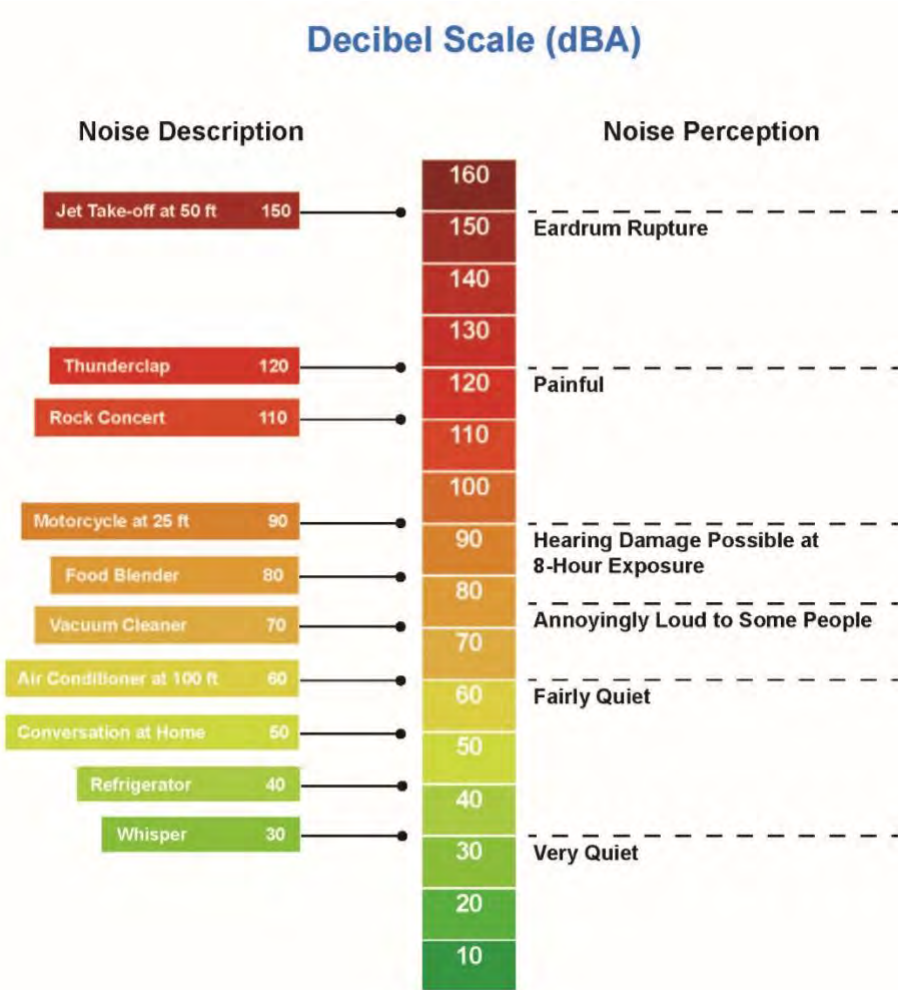 Decibel Scale (dBA)
Noise Description
Noise Perception
160
Jet Take-off at 50 ft 150
150
Eardrum Rupture
140
130
Thunderclap 120
120
Painful
Rock Concert 110
110
100
Motorcycle at 25 ft 90
90
Hearing Damage Possible at
8-Hour Exposure
Food Blender 80
80
Annoyingly Loud to Some People
Vacuum Cleaner 70
70
Air Conditioner at 100 ft 60
60
Fairly Quiet
Conversation at Home 50
50
Refrigerator 40
40
Whisper 30
30
Very Quiet
20
10